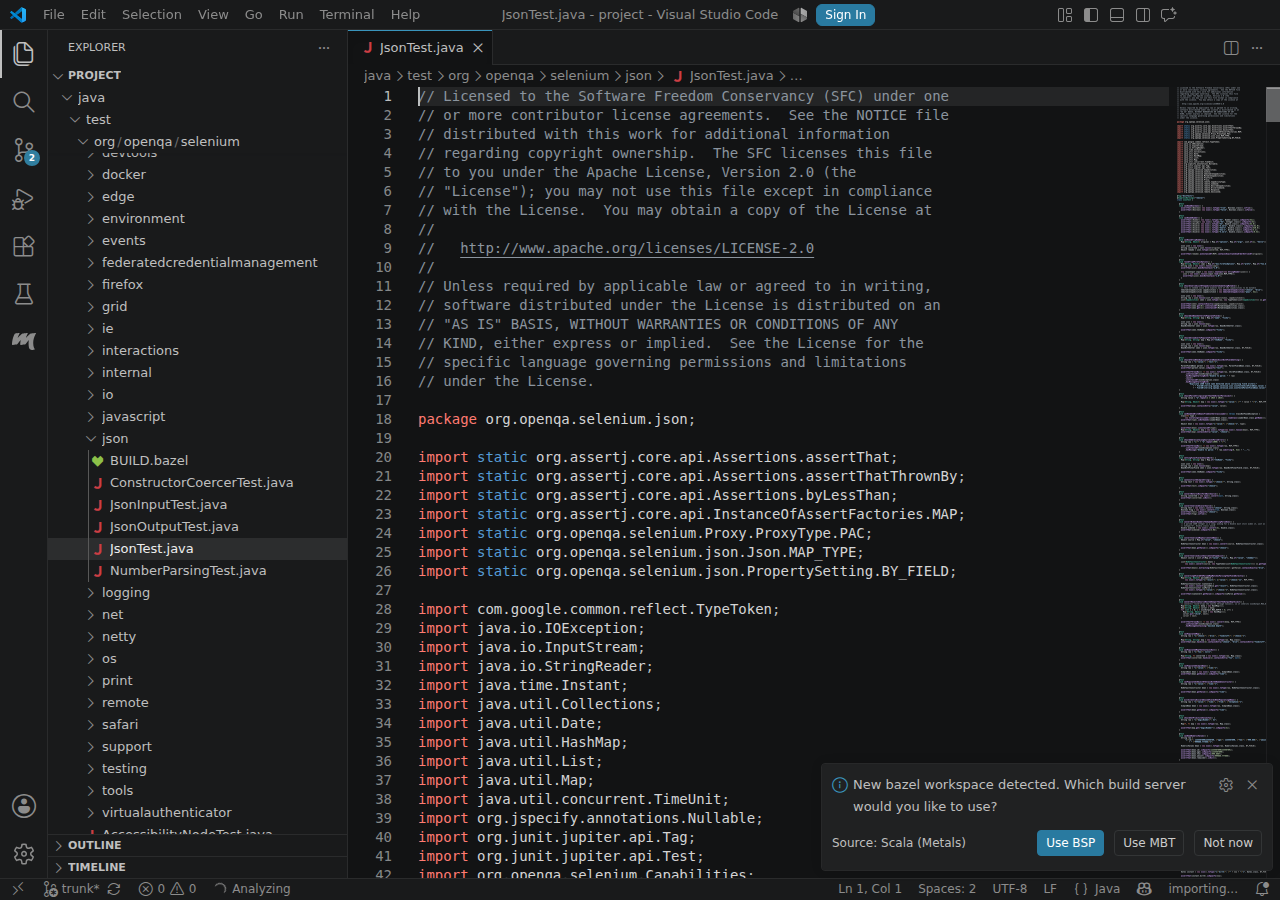 File Edit Selection View Go Run Terminal Help
JsonTest.java - project - Visual Studio Code
Sign In
EXPLORER
PROJECT
java
test
org/openqa/selenium
devtools
docker
edge
environment
events
federatedcredentialmanagement
firefox
grid
ie
interactions
internal
io
javascript
json
BUILD.bazel
ConstructorCoercerTest.java
JsonInputTest.java
JsonOutputTest.java
JsonTest.java
NumberParsingTest.java
logging
net
netty
os
print
remote
safari
support
testing
tools
virtualauthenticator
AccessibilityNodeTest.java
OUTLINE
TIMELINE
2
JsonTest.java
java > test > org > openqa > selenium > json > JsonTest.java > ...
1 // Licensed to the Software Freedom Conservancy (SFC) under one
2 // or more contributor license agreements.  See the NOTICE file
3 // distributed with this work for additional information
4 // regarding copyright ownership.  The SFC licenses this file
5 // to you under the Apache License, Version 2.0 (the
6 // "License"); you may not use this file except in compliance
7 // with the License.  You may obtain a copy of the License at
8 //
9 //   http://www.apache.org/licenses/LICENSE-2.0
10 //
11 // Unless required by applicable law or agreed to in writing,
12 // software distributed under the License is distributed on an
13 // "AS IS" BASIS, WITHOUT WARRANTIES OR CONDITIONS OF ANY
14 // KIND, either express or implied.  See the License for the
15 // specific language governing permissions and limitations
16 // under the License.
17
18 package org.openqa.selenium.json;
19
20 import static org.assertj.core.api.Assertions.assertThat;
21 import static org.assertj.core.api.Assertions.assertThatThrownBy;
22 import static org.assertj.core.api.Assertions.byLessThan;
23 import static org.assertj.core.api.InstanceOfAssertFactories.MAP;
24 import static org.openqa.selenium.Proxy.ProxyType.PAC;
25 import static org.openqa.selenium.json.Json.MAP_TYPE;
26 import static org.openqa.selenium.json.PropertySetting.BY_FIELD;
27
28 import com.google.common.reflect.TypeToken;
29 import java.io.IOException;
30 import java.io.InputStream;
31 import java.io.StringReader;
32 import java.time.Instant;
33 import java.util.Collections;
34 import java.util.Date;
35 import java.util.HashMap;
36 import java.util.List;
37 import java.util.Map;
38 import java.util.concurrent.TimeUnit;
39 import org.jspecify.annotations.Nullable;
40 import org.junit.jupiter.api.Tag;
41 import org.junit.jupiter.api.Test;
42 import org.openqa.selenium.Capabilities;
New bazel workspace detected. Which build server
would you like to use?
Source: Scala (Metals)
Use BSP
Use MBT
Not now
trunk* 0 0 Analyzing
Ln 1, Col 1 Spaces: 2 UTF-8 LF { } Java importing...